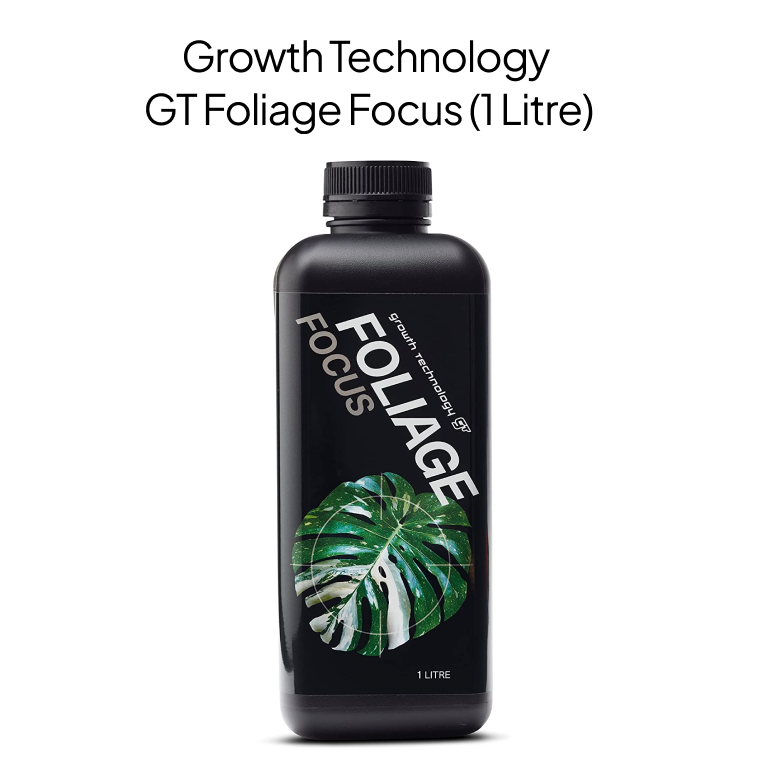 Growth Technology
GT Foliage Focus (1 Litre)
growth technology GT
FOLIAGE
FOCUS
1 LITRE